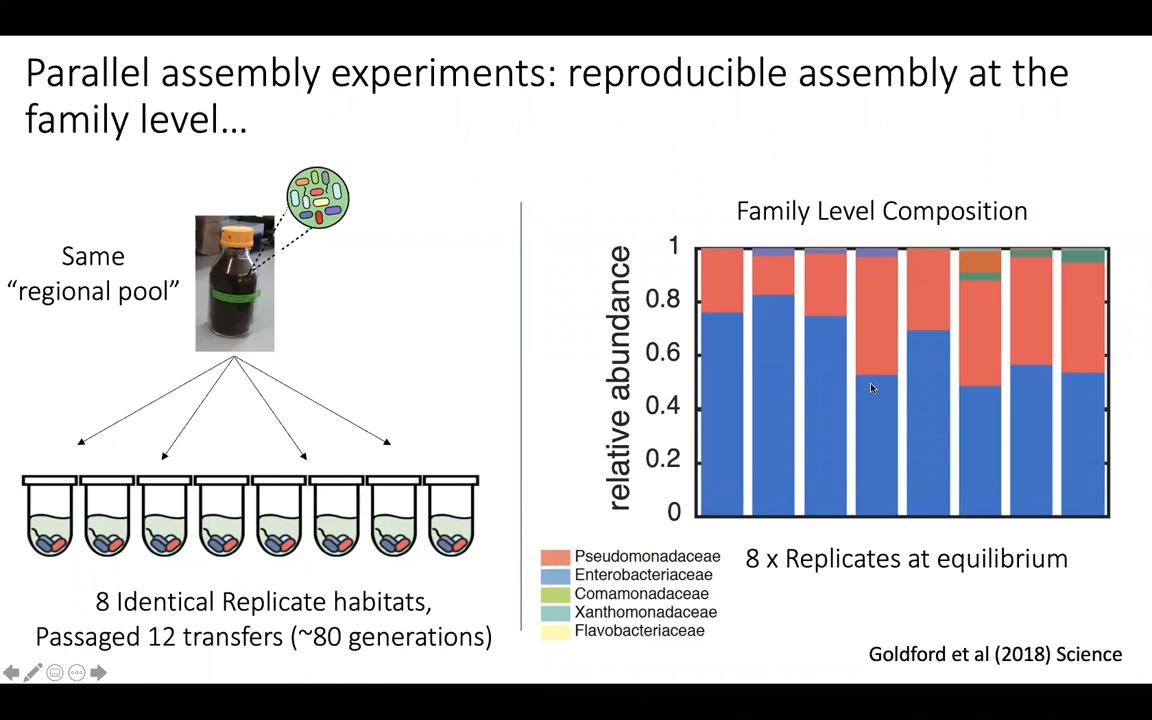 Parallel assembly experiments: reproducible assembly at the
family level...
Same
“regional pool”
8 Identical Replicate habitats,
Passaged 12 transfers (~80 generations)
Family Level Composition
relative abundance
1
0.8
0.6
0.4
0.2
0
Pseudomonadaceae
Enterobacteriaceae
Comamonadaceae
Xanthomonadaceae
Flavobacteriaceae
8 x Replicates at equilibrium
Goldford et al (2018) Science